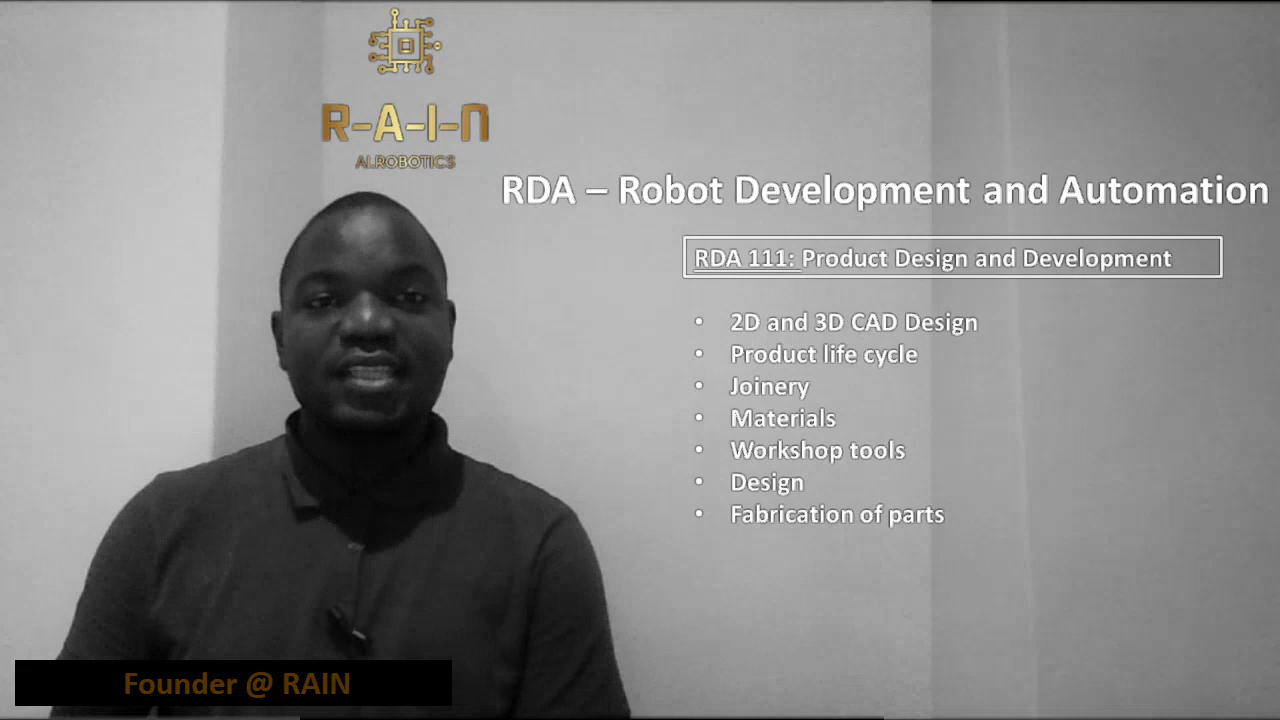 R-A-I-N
AI.ROBOTICS
RDA – Robot Development and Automation
RDA 111: Product Design and Development
• 2D and 3D CAD Design
• Product life cycle
• Joinery
• Materials
• Workshop tools
• Design
• Fabrication of parts
Founder @ RAIN